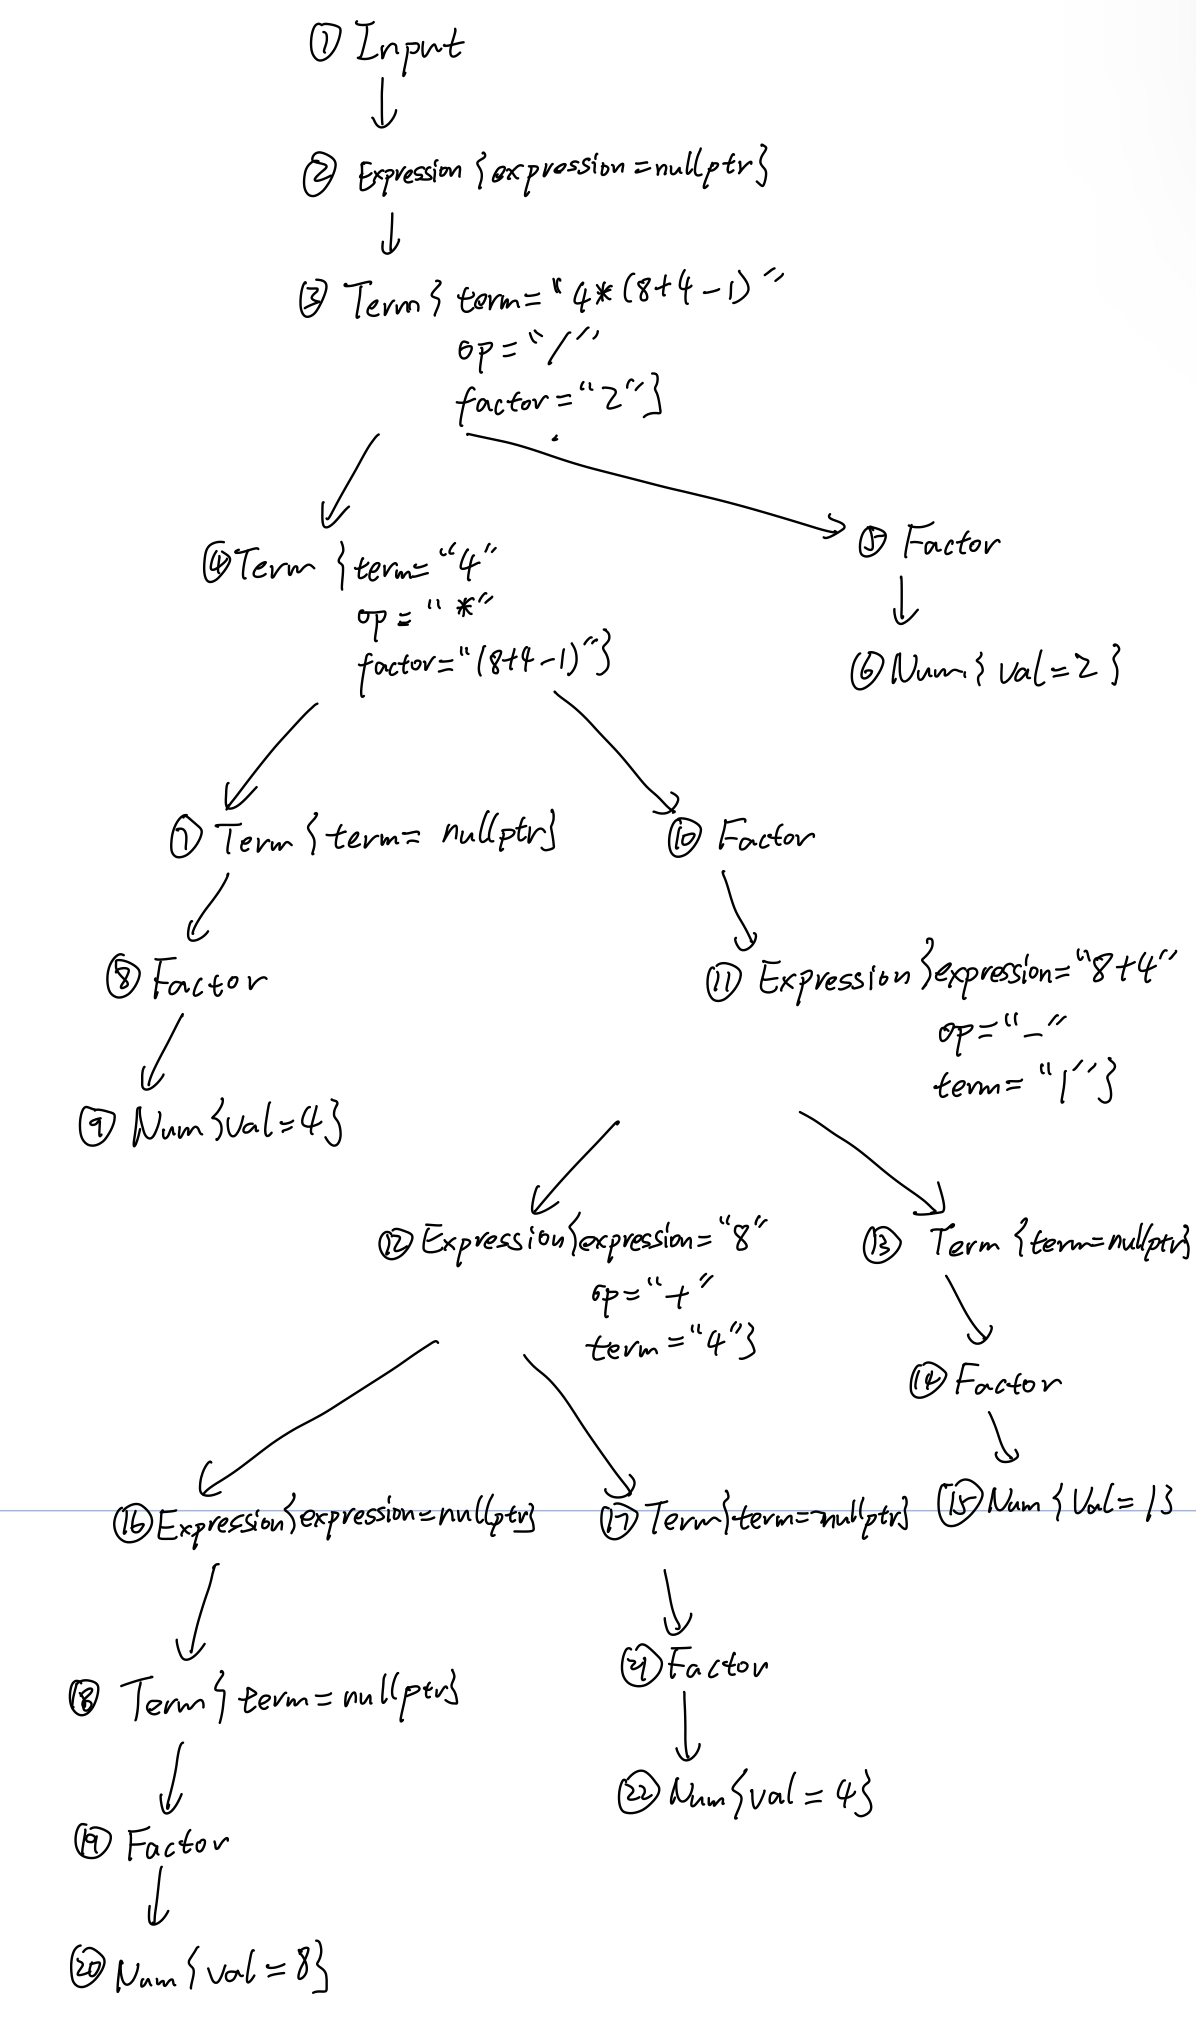 ① Input
② Expression {expression=nullptr}
③ Term { term= "4*(8+4-1)"
op="/"
factor="2"}
④ Term {term="4"
op="*"
factor="(8+4-1)"}
⑤ Factor
⑥ Num { val=2 }
⑦ Term {term= nullptr}
⑩ Factor
⑧ Factor
⑪ Expression {expression="8+4"
op="-"
term="1"}
⑨ Num {val=4}
⑫ Expression{expression="8"
op="+"
term="4"}
⑬ Term {term=nullptr}
⑭ Factor
⑮ Num {Val=1}
⑯ Expression{expression=nullptr}
⑰ Term{term=nullptr}
㉑ Factor
⑱ Term{ term=nullptr}
㉒ Num{val=4}
⑲ Factor
⑳ Num {val=8}